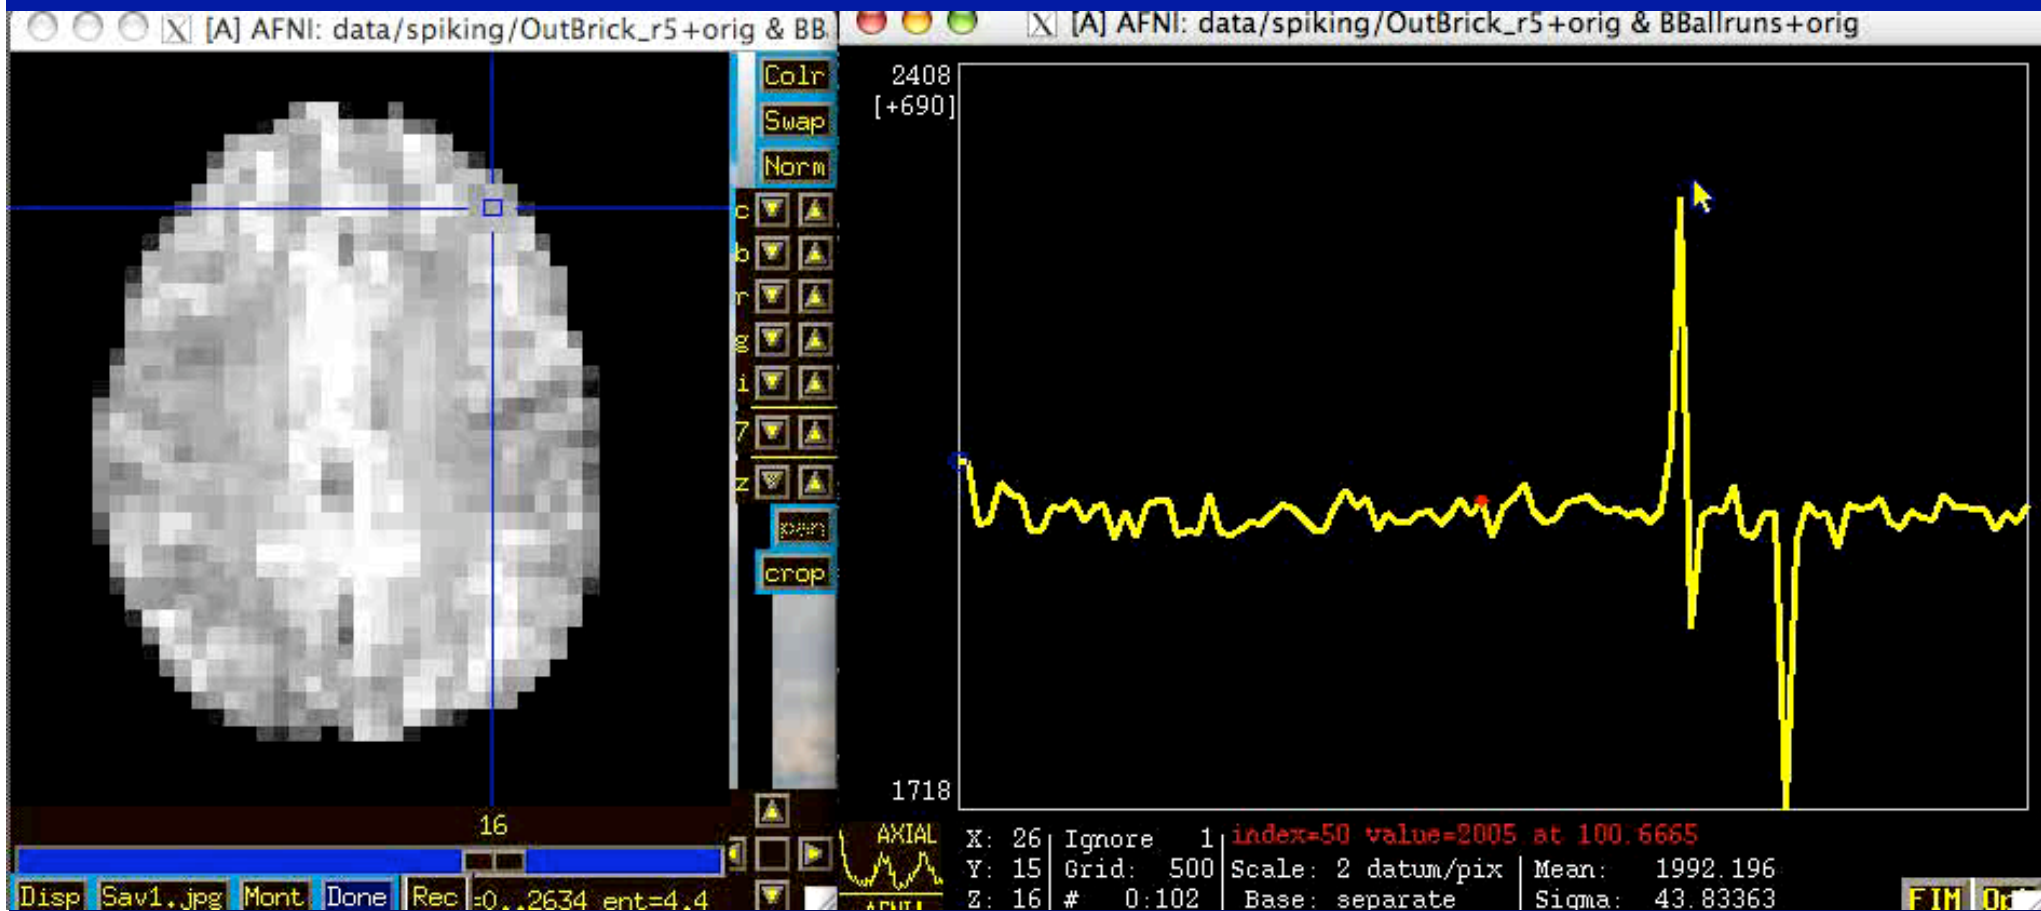 [A] AFNI: data/spiking/OutBrick_r5+orig & BB
Colr
Swap
Norm
c
b
r
g
i
7
z
pan
crop
16
Disp Sav1.jpg Mont Done Rec =0..2634 ent=4.4
[A] AFNI: data/spiking/OutBrick_r5+orig & BBallruns+orig
2408
[+690]
1718
AXIAL
X: 26 Ignore 1 index=50 value=2005 at 100.6665
Y: 15 Grid: 500 Scale: 2 datum/pix Mean: 1992.196
Z: 16 # 0:102 Base: separate Sigma: 43.83363
FIM